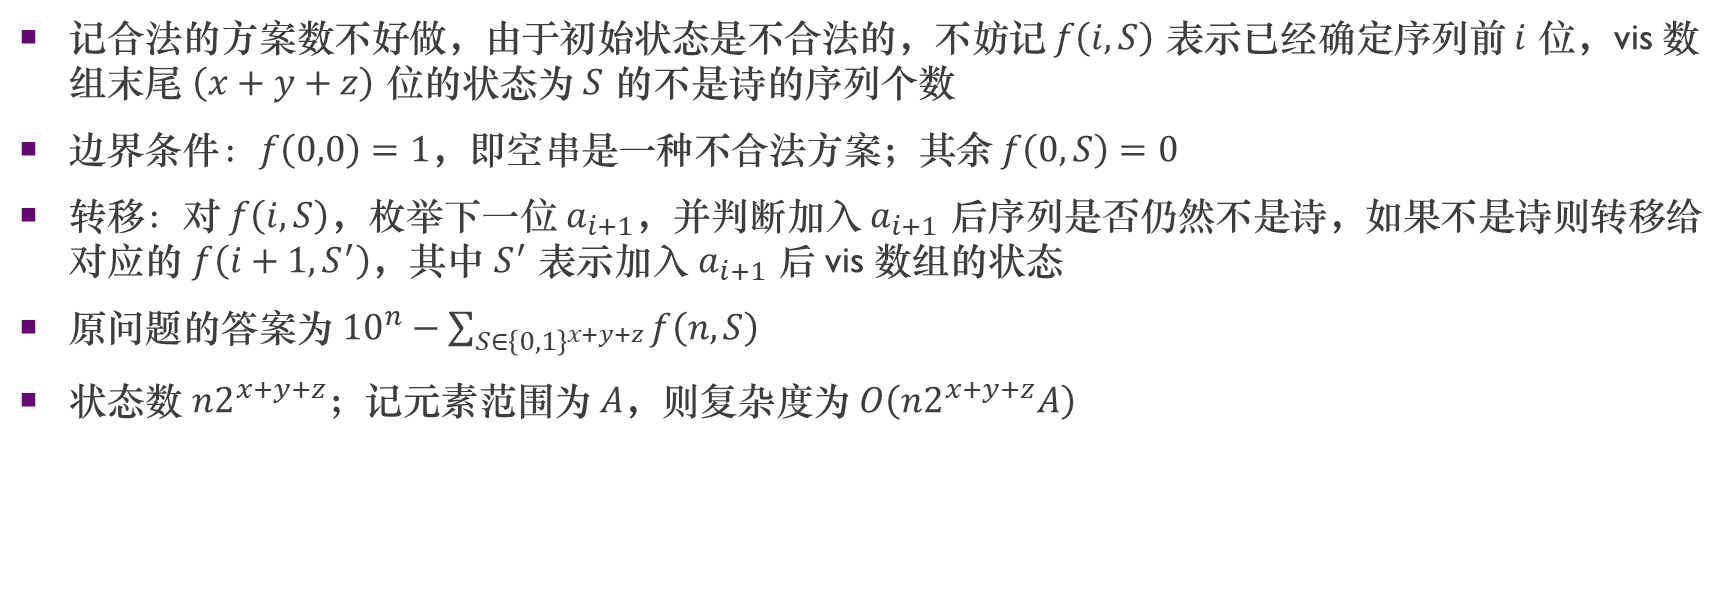 ▪ 记合法的方案数不好做，由于初始状态是不合法的，不妨记 $f(i, S)$ 表示已经确定序列前 $i$ 位，vis 数
组末尾 $(x + y + z)$ 位的状态为 $S$ 的不是诗的序列个数
▪ 边界条件：$f(0,0) = 1$，即空串是一种不合法方案；其余 $f(0, S) = 0$
▪ 转移：对 $f(i, S)$，枚举下一位 $a_{i+1}$，并判断加入 $a_{i+1}$ 后序列是否仍然不是诗，如果不是诗则转移给
对应的 $f(i + 1, S')$，其中 $S'$ 表示加入 $a_{i+1}$ 后 vis 数组的状态
▪ 原问题的答案为 $10^n - \sum_{S \in \{0,1\}^{x+y+z}} f(n, S)$
▪ 状态数 $n2^{x+y+z}$；记元素范围为 $A$，则复杂度为 $O(n2^{x+y+z}A)$